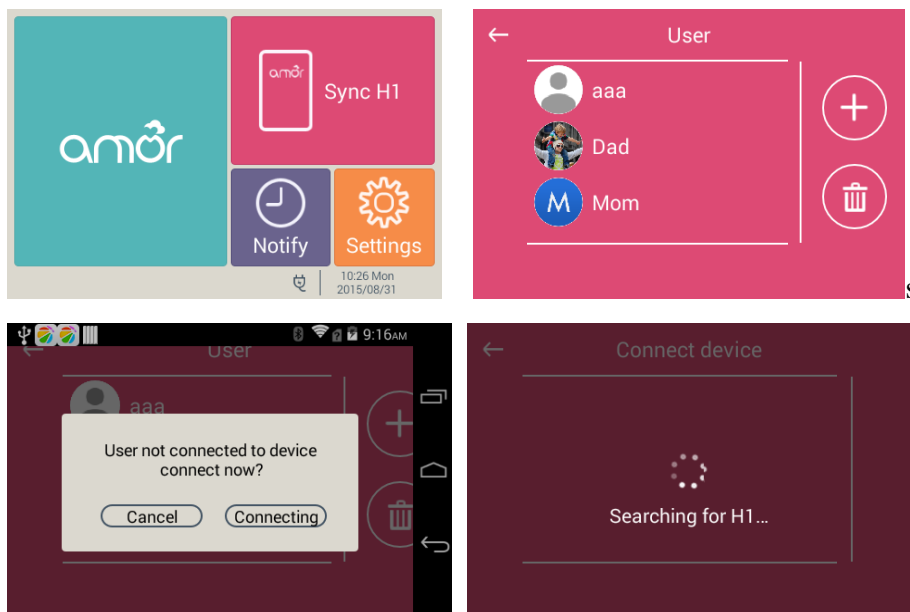 amor
amor
Sync H1
Notify
Settings
10:26 Mon
2015/08/31
User
aaa
Dad
M
Mom
s
9:16AM
User
aaa
User not connected to device
connect now?
Cancel
Connecting
Connect device
Searching for H1...